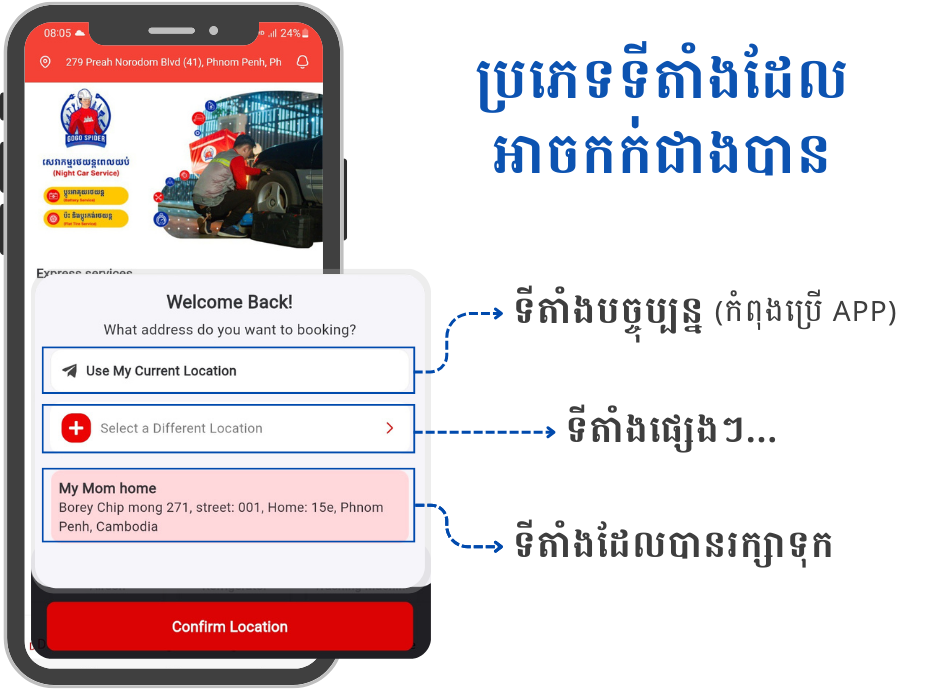 08:05
24%
279 Preah Norodom Blvd (41), Phnom Penh, Ph
GOGO SPIDER
សេវាកម្មរថយន្តពេលយប់
(Night Car Service)
ប្តូរអាគុយរថយន្ត
(Battery Service)
ប៉ះ និងប្តូរកង់រថយន្ត
(Flat Tire Service)
Express services
Welcome Back!
What address do you want to booking?
Use My Current Location
Select a Different Location
My Mom home
Borey Chip mong 271, street: 001, Home: 15e, Phnom
Penh, Cambodia
Confirm Location
ប្រភេទទីតាំងដែល
អាចកក់ជាងបាន
ទីតាំងបច្ចុប្បន្ន (កំពុងប្រើ APP)
ទីតាំងផ្សេងៗ...
ទីតាំងដែលបានរក្សាទុក